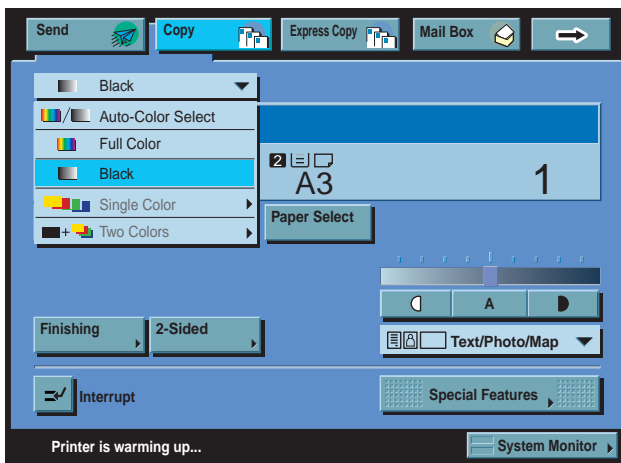 Send
Copy
Express Copy
Mail Box
Black
Auto-Color Select
Full Color
Black
Single Color
Two Colors
2
A3
1
Paper Select
A
Finishing
2-Sided
Text/Photo/Map
Interrupt
Special Features
Printer is warming up...
System Monitor